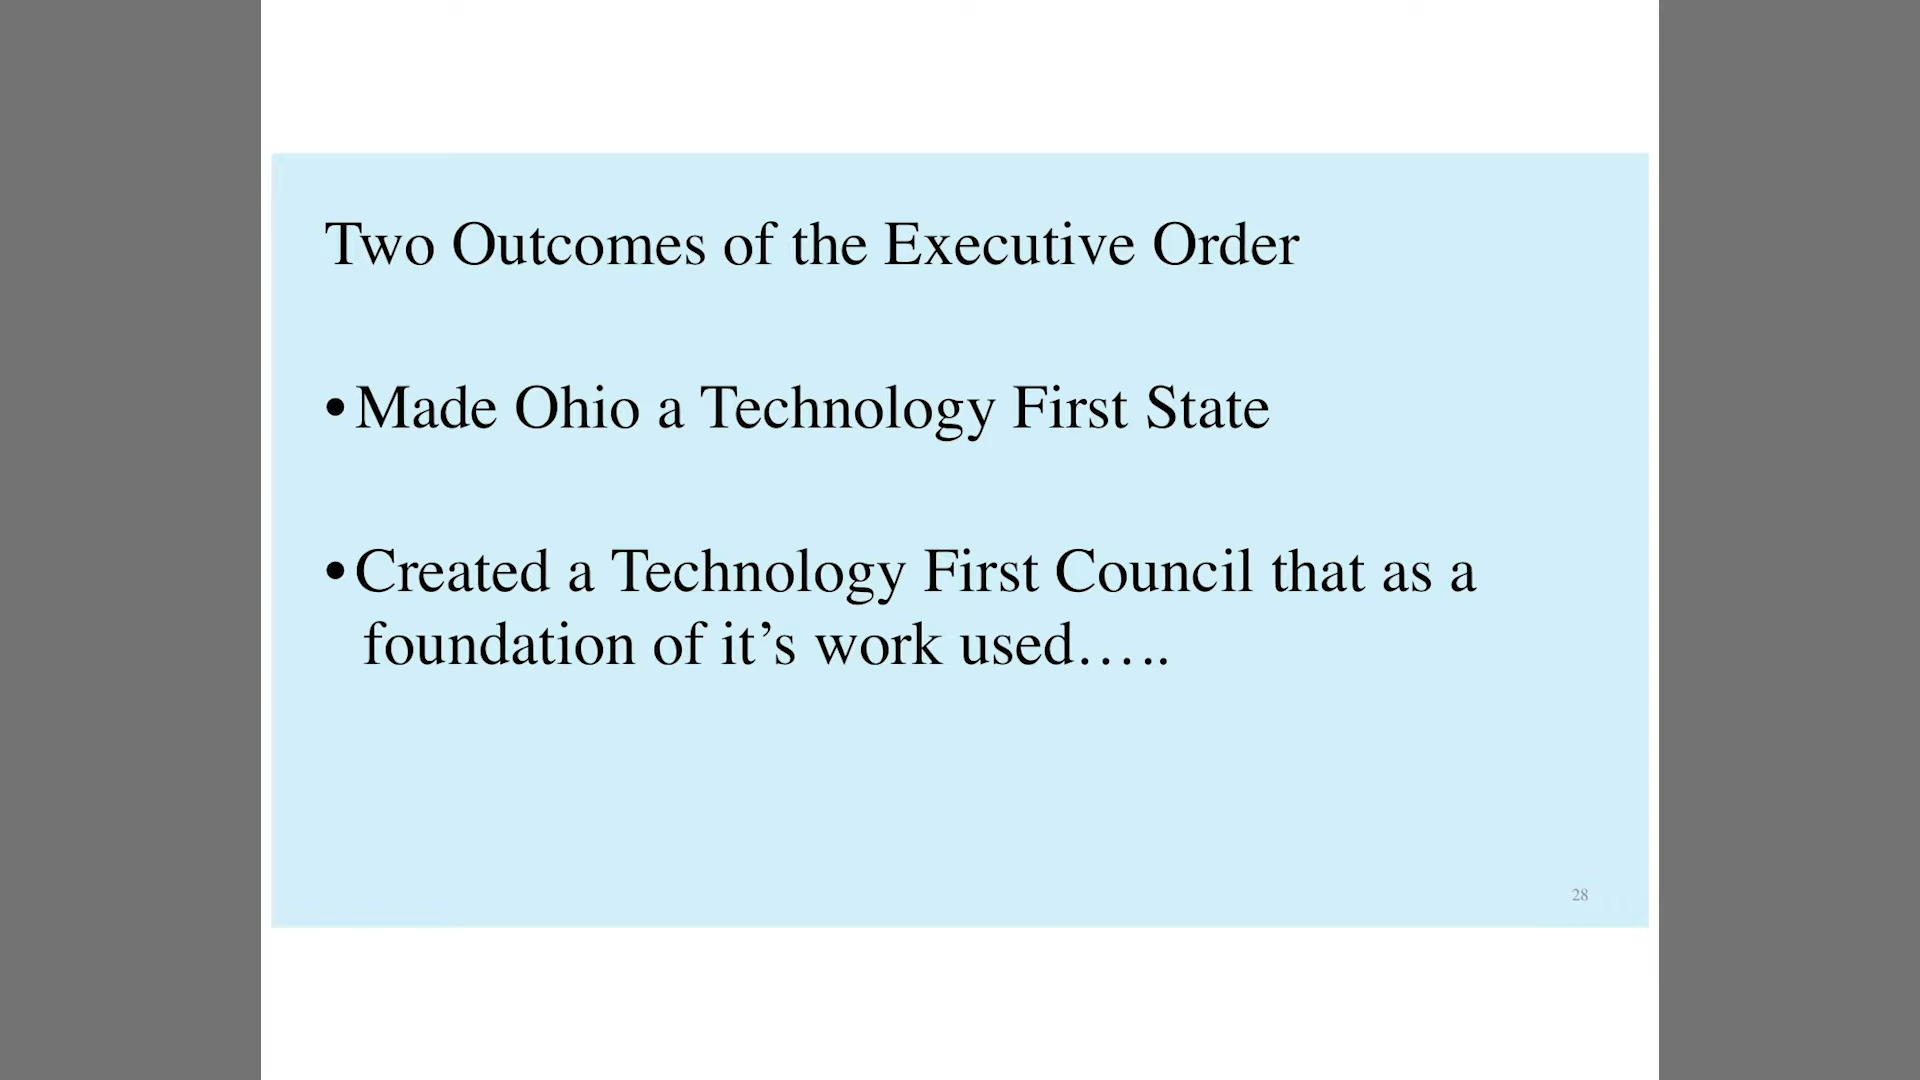 Two Outcomes of the Executive Order
•Made Ohio a Technology First State
•Created a Technology First Council that as a
foundation of it’s work used…..
28